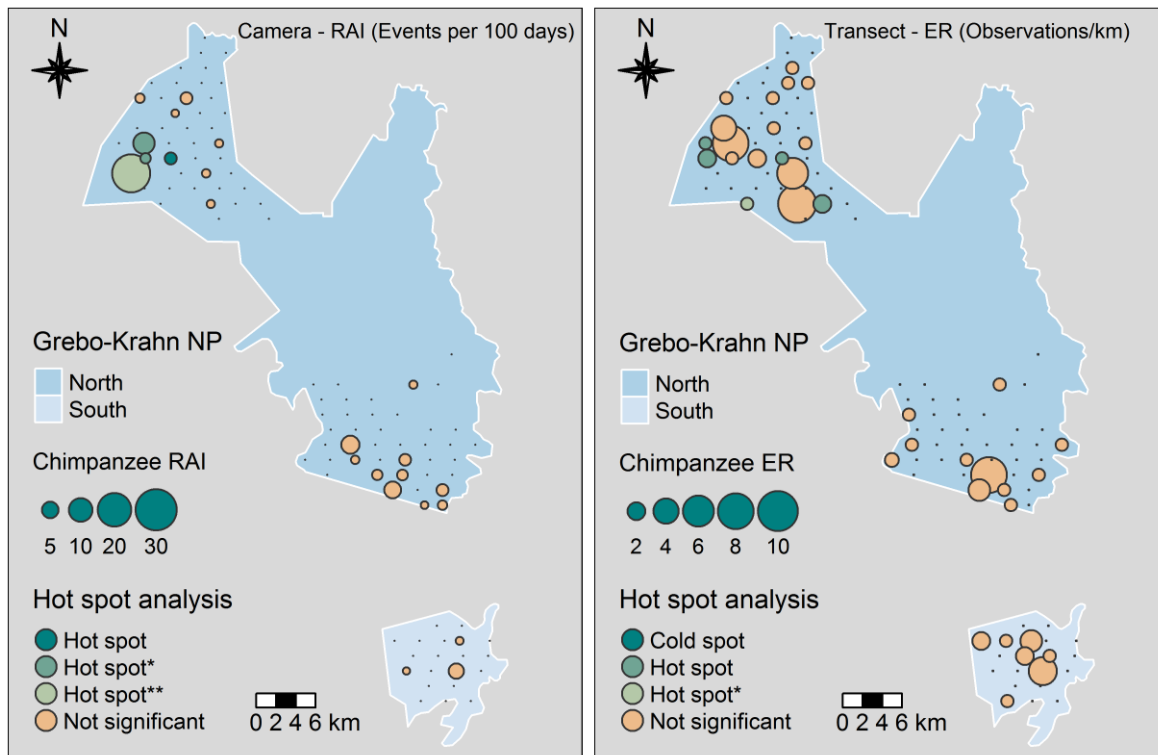 Camera - RAI (Events per 100 days)
N
Grebo-Krahn NP
North
South
Chimpanzee RAI
5 10 20 30
Hot spot analysis
Hot spot
Hot spot*
Hot spot**
Not significant
0 2 4 6 km
Transect - ER (Observations/km)
N
Grebo-Krahn NP
North
South
Chimpanzee ER
2 4 6 8 10
Hot spot analysis
Cold spot
Hot spot
Hot spot*
Not significant
0 2 4 6 km